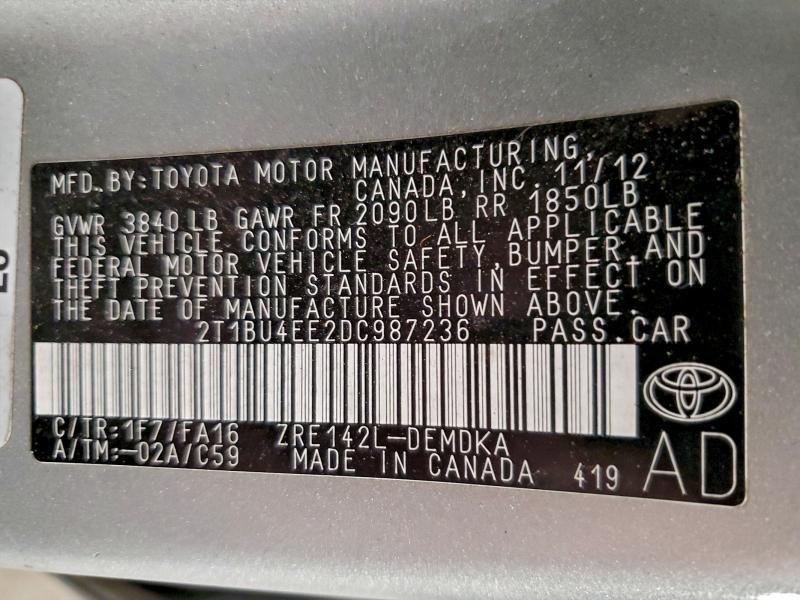 MFD. BY: TOYOTA MOTOR MANUFACTURING,
CANADA, INC. 11/12
GVWR 3840LB GAWR FR 2090LB RR 1850LB
THIS VEHICLE CONFORMS TO ALL APPLICABLE
FEDERAL MOTOR VEHICLE SAFETY, BUMPER, AND
THEFT PREVENTION STANDARDS IN EFFECT ON
THE DATE OF MANUFACTURE SHOWN ABOVE.
2T1BU4EE2DC987236 PASS. CAR
C/TR: 1F7/FA16 ZRE142L-DEMDKA
A/TM: -02A/C59 MADE IN CANADA 419
AD